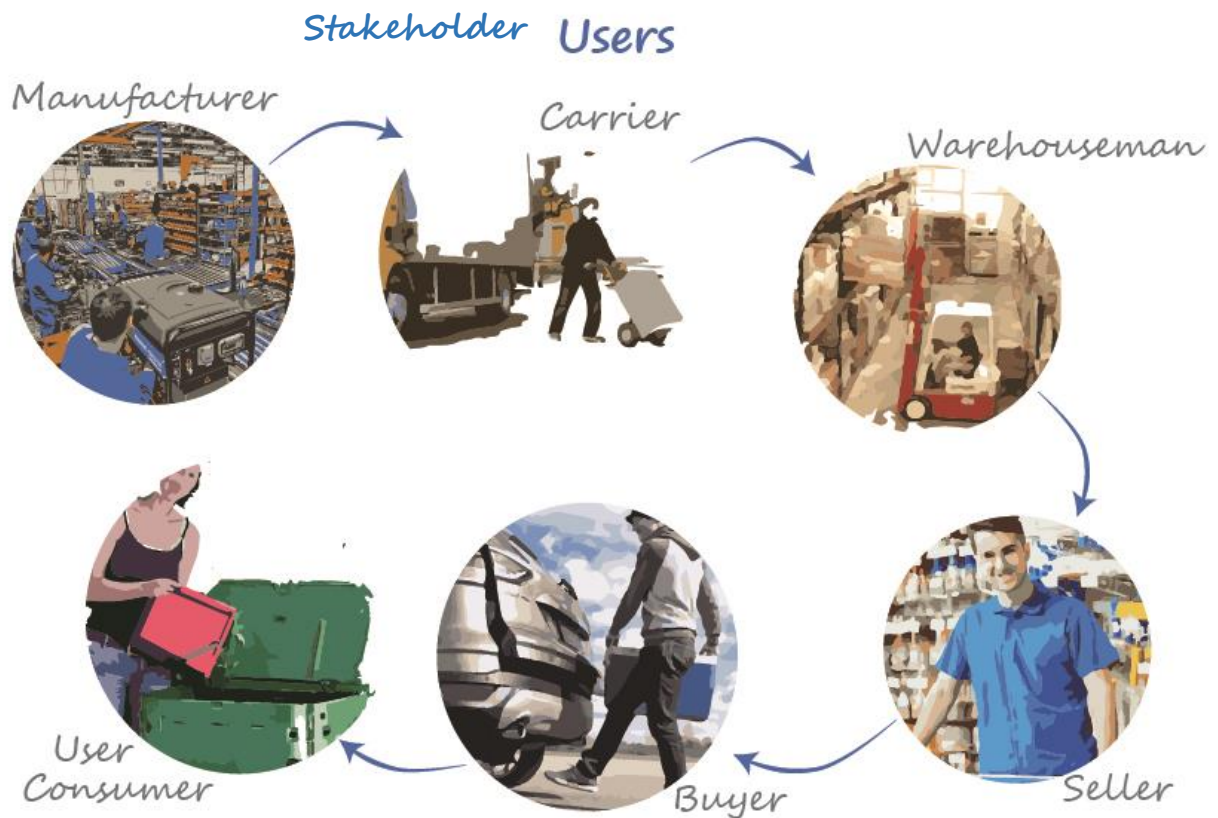 Stakeholder Users
Manufacturer
Carrier
Warehouseman
Seller
Buyer
User
Consumer